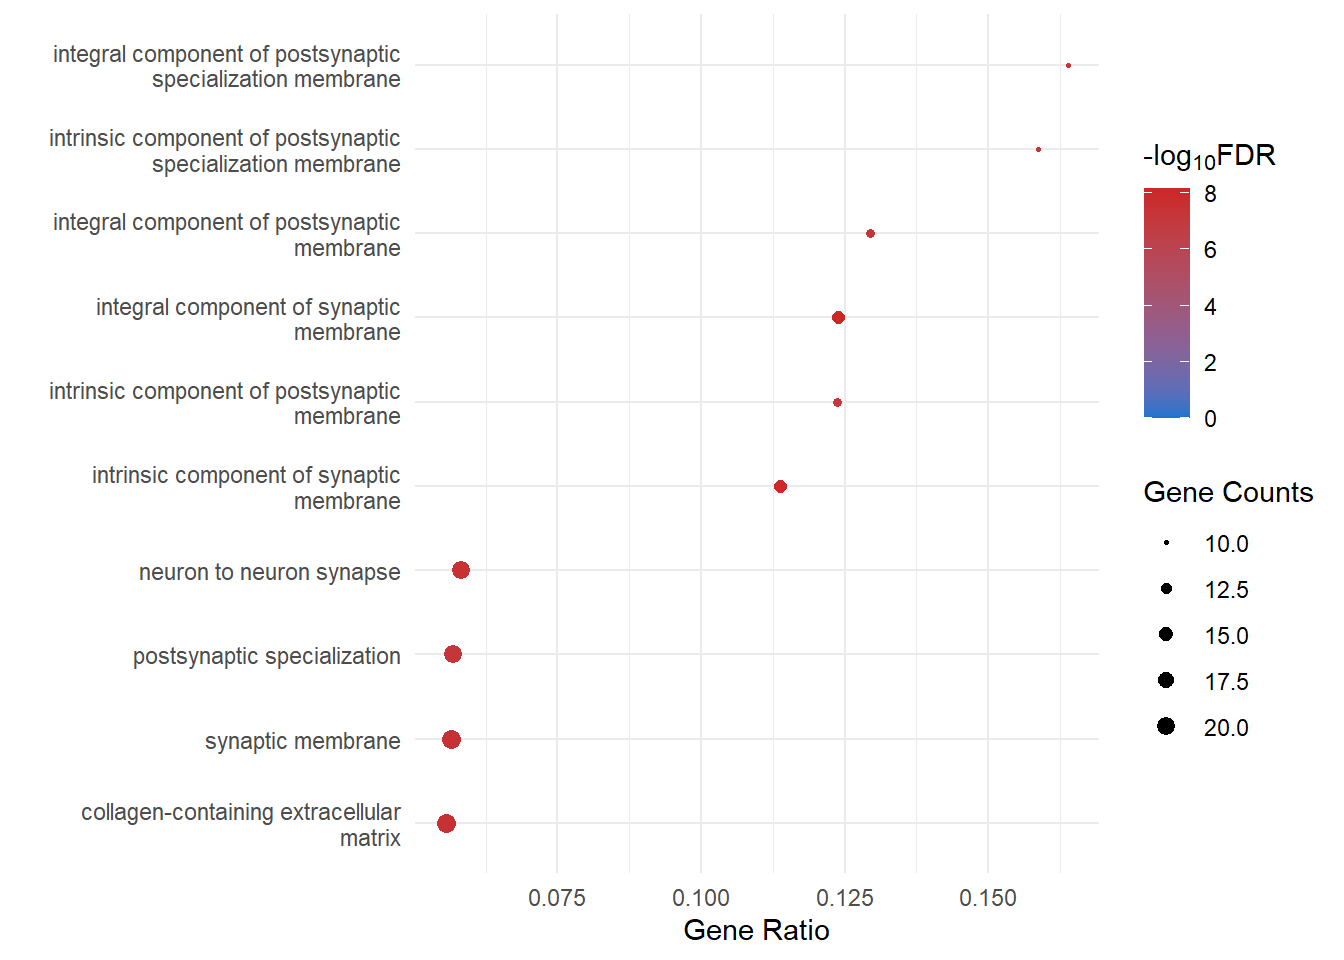 integral component of postsynaptic
specialization membrane
intrinsic component of postsynaptic
specialization membrane
integral component of postsynaptic
membrane
integral component of synaptic
membrane
intrinsic component of postsynaptic
membrane
intrinsic component of synaptic
membrane
neuron to neuron synapse
postsynaptic specialization
synaptic membrane
collagen-containing extracellular
matrix
0.075 0.100 0.125 0.150
Gene Ratio
-log₁₀FDR
8
6
4
2
0
Gene Counts
10.0
12.5
15.0
17.5
20.0